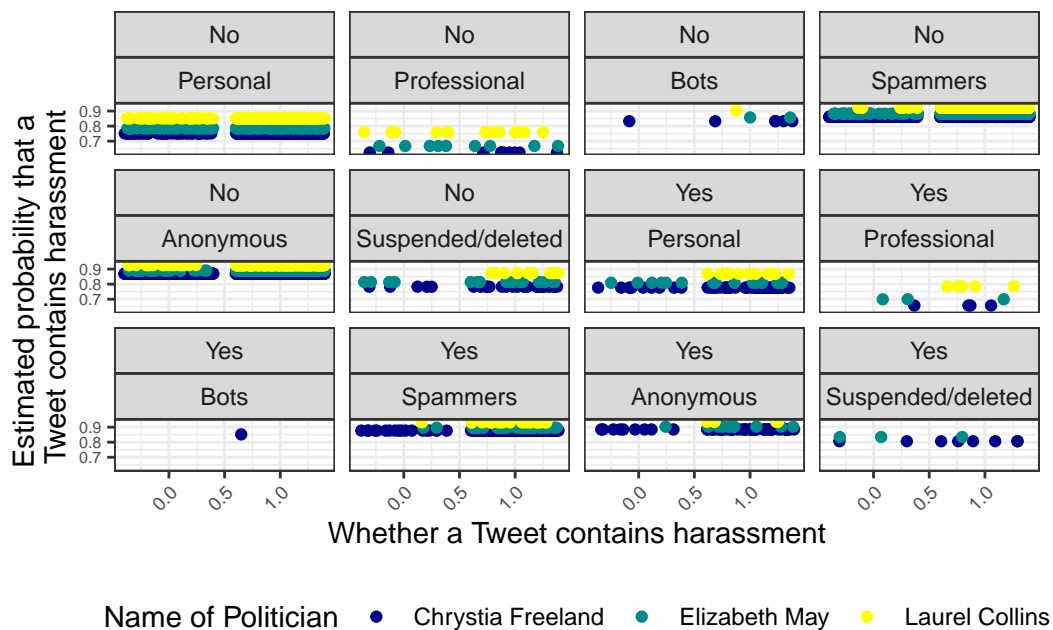 No No No No
Personal Professional Bots Spammers
0.9
0.8
0.7
No No Yes Yes
Anonymous Suspended/deleted Personal Professional
0.9
0.8
0.7
Yes Yes Yes Yes
Bots Spammers Anonymous Suspended/deleted
0.9
0.8
0.7
0.0 0.5 1.0 0.0 0.5 1.0 0.0 0.5 1.0 0.0 0.5 1.0
Estimated probability that a
Tweet contains harassment
Whether a Tweet contains harassment
Name of Politician Chrystia Freeland Elizabeth May Laurel Collins